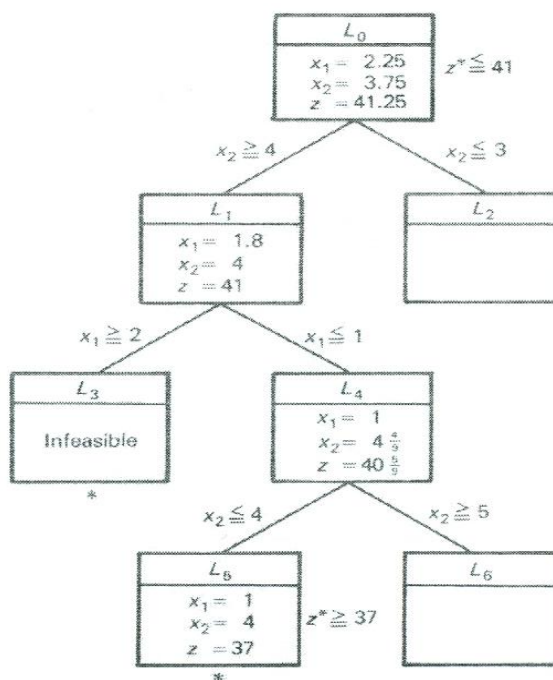 L₀
x₁ = 2.25
x₂ = 3.75
z = 41.25
z* ≦ 41
x₂ ≧ 4
x₂ ≦ 3
L₁
x₁ = 1.8
x₂ = 4
z = 41
L₂
x₁ ≧ 2
x₁ ≦ 1
L₃
Infeasible
*
L₄
x₁ = 1
x₂ = 4 4/9
z = 40 5/9
x₂ ≦ 4
x₂ ≧ 5
L₅
x₁ = 1
x₂ = 4
z = 37
*
z* ≧ 37
L₆